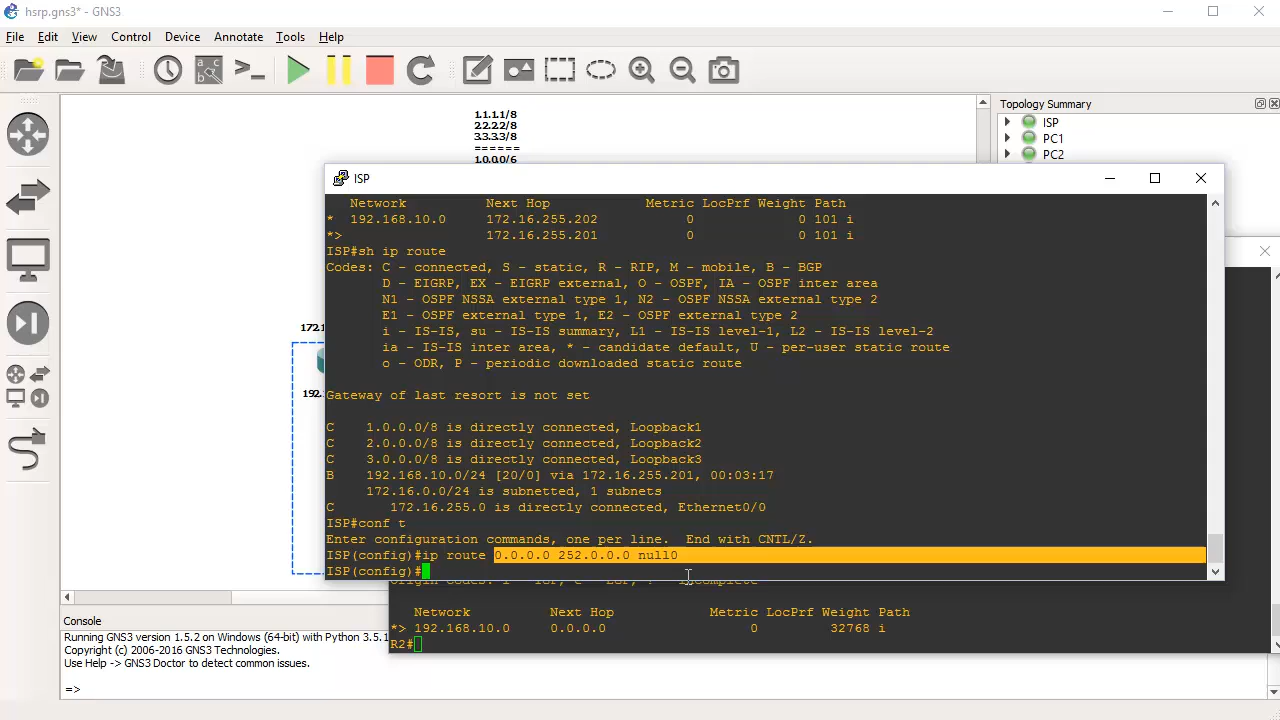 hsrp.gns3* - GNS3
File Edit View Control Device Annotate Tools Help
1.1.1.1/8
2.2.2.2/8
3.3.3.3/8
======
1.0.0.0/6
Topology Summary
ISP
PC1
PC2
ISP
Network Next Hop Metric LocPrf Weight Path
* 192.168.10.0 172.16.255.202 0 0 101 i
*> 172.16.255.201 0 0 101 i
ISP#sh ip route
Codes: C - connected, S - static, R - RIP, M - mobile, B - BGP
D - EIGRP, EX - EIGRP external, O - OSPF, IA - OSPF inter area
N1 - OSPF NSSA external type 1, N2 - OSPF NSSA external type 2
E1 - OSPF external type 1, E2 - OSPF external type 2
i - IS-IS, su - IS-IS summary, L1 - IS-IS level-1, L2 - IS-IS level-2
ia - IS-IS inter area, * - candidate default, U - per-user static route
o - ODR, P - periodic downloaded static route
Gateway of last resort is not set
C 1.0.0.0/8 is directly connected, Loopback1
C 2.0.0.0/8 is directly connected, Loopback2
C 3.0.0.0/8 is directly connected, Loopback3
B 192.168.10.0/24 [20/0] via 172.16.255.201, 00:03:17
172.16.0.0/24 is subnetted, 1 subnets
C 172.16.255.0 is directly connected, Ethernet0/0
ISP#conf t
Enter configuration commands, one per line. End with CNTL/Z.
ISP(config)#ip route 0.0.0.0 252.0.0.0 null0
ISP(config)#
172.1
192.
Network Next Hop Metric LocPrf Weight Path
*> 192.168.10.0 0.0.0.0 0 32768 i
R2#
Console
Running GNS3 version 1.5.2 on Windows (64-bit) with Python 3.5.1
Copyright (c) 2006-2016 GNS3 Technologies.
Use Help -> GNS3 Doctor to detect common issues.
=>